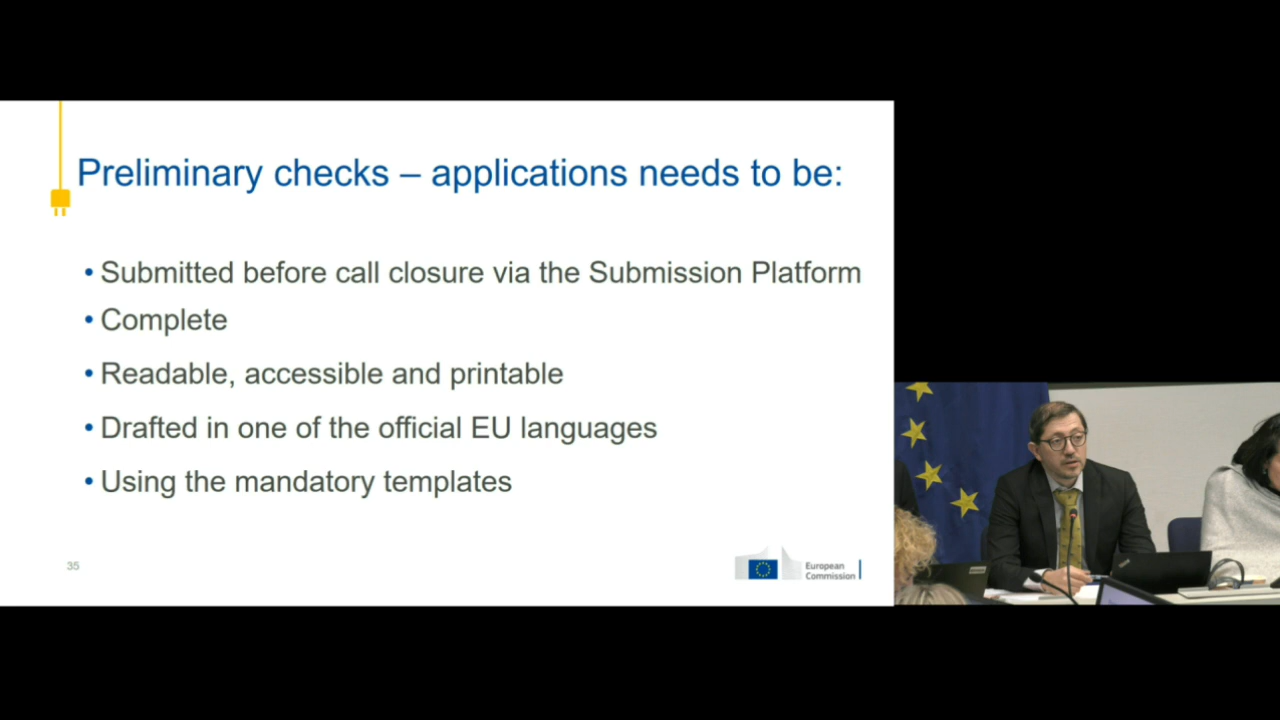 Preliminary checks – applications needs to be:
• Submitted before call closure via the Submission Platform
• Complete
• Readable, accessible and printable
• Drafted in one of the official EU languages
• Using the mandatory templates
35
European
Commission